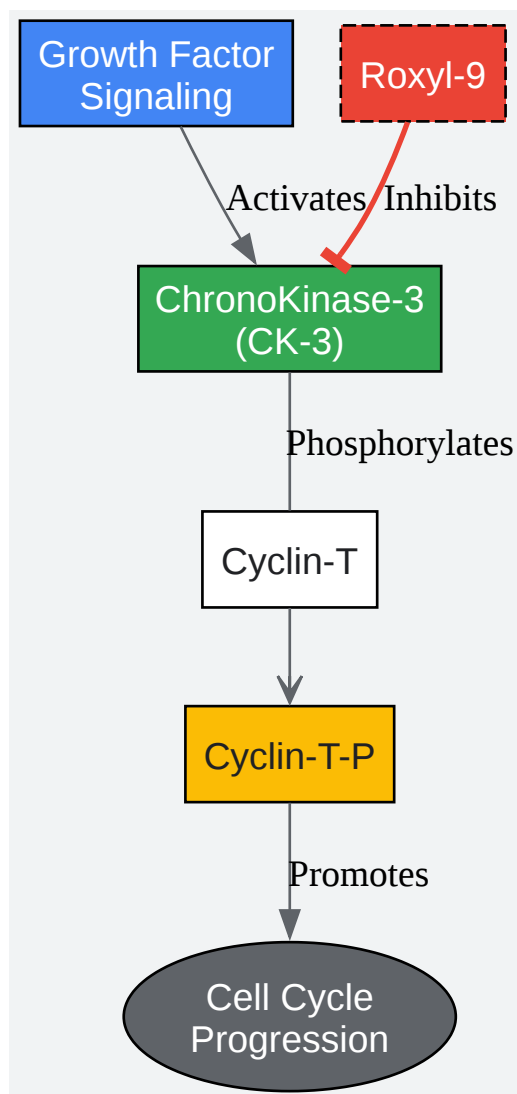 Growth Factor
Signaling
Roxyl-9
Activates
Inhibits
ChronoKinase-3
(CK-3)
Phosphorylates
Cyclin-T
Cyclin-T-P
Promotes
Cell Cycle
Progression